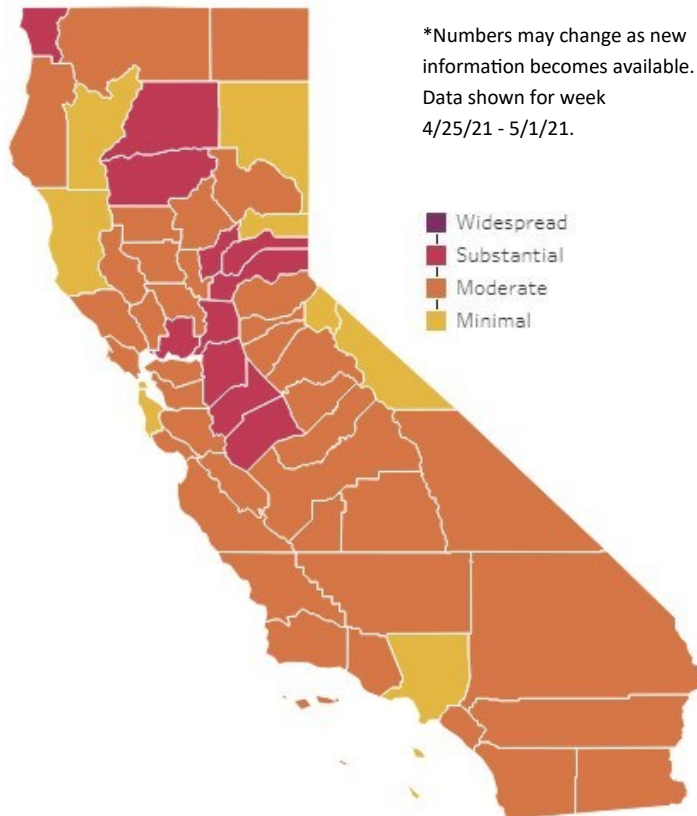 *Numbers may change as new
information becomes available.
Data shown for week
4/25/21 - 5/1/21.
Widespread
Substantial
Moderate
Minimal